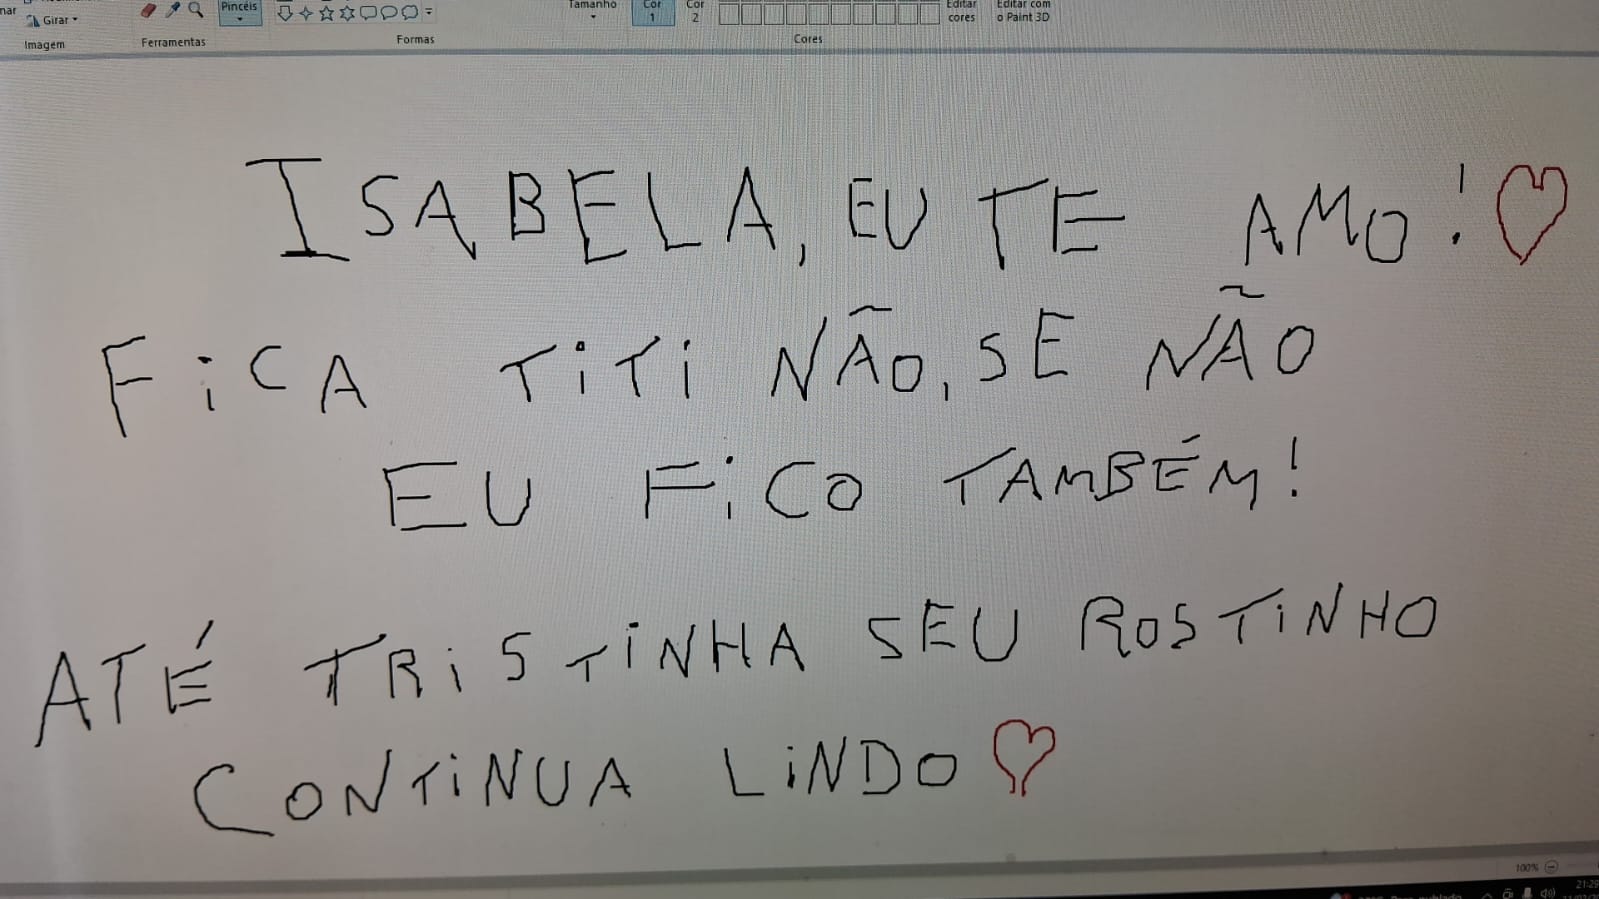 nar
Girar
Imagem
Ferramentas
Pincéis
Formas
Tamanho
Cor 1
Cor 2
Cores
Editar cores
Editar com o Paint 3D
ISABELA, EU TE AMO!
FICA TITI NÃO, SE NÃO
EU FICO TAMBÉM!
ATÉ TRISTINHA SEU ROSTINHO
CONTINUA LINDO
100%
21:29